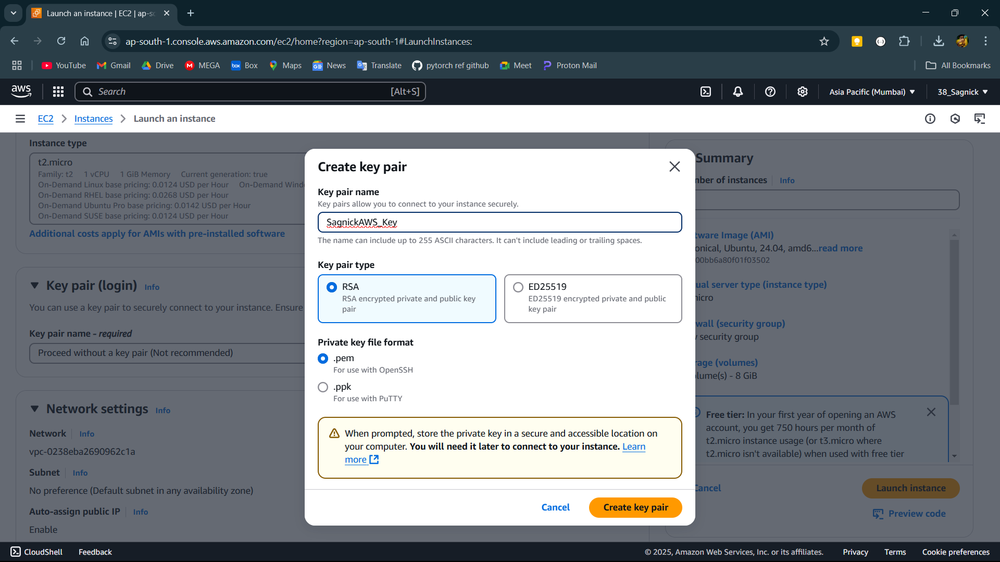 Launch an instance | EC2 | ap-so
ap-south-1.console.aws.amazon.com/ec2/home?region=ap-south-1#LaunchInstances:
YouTube Gmail Drive MEGA Box Maps News Translate pytorch ref github Meet Proton Mail All Bookmarks
aws Search [Alt+S] Asia Pacific (Mumbai) 38_Sagnick
EC2 Instances Launch an instance
Instance type
t2.micro
Family: t2 1 vCPU 1 GiB Memory Current generation: true
On-Demand Linux base pricing: 0.0124 USD per Hour On-Demand Windo
On-Demand RHEL base pricing: 0.0268 USD per Hour
On-Demand Ubuntu Pro base pricing: 0.0142 USD per Hour
On-Demand SUSE base pricing: 0.0124 USD per Hour
Additional costs apply for AMIs with pre-installed software
Key pair (login) Info
You can use a key pair to securely connect to your instance. Ensure
Key pair name - required
Proceed without a key pair (Not recommended)
Network settings Info
Network Info
vpc-0238eba2690962c1a
Subnet Info
No preference (Default subnet in any availability zone)
Auto-assign public IP Info
Enable
Create key pair
Key pair name
Key pairs allow you to connect to your instance securely.
SagnickAWS_Key
The name can include up to 255 ASCII characters. It can't include leading or trailing spaces.
Key pair type
RSA
RSA encrypted private and public key
pair
ED25519
ED25519 encrypted private and public
key pair
Private key file format
.pem
For use with OpenSSH
.ppk
For use with PuTTY
When prompted, store the private key in a secure and accessible location on
your computer. You will need it later to connect to your instance. Learn
more
Cancel Create key pair
Summary
nber of instances Info
tware Image (AMI)
onical, Ubuntu, 24.04, amd6...read more
00bb6a80f01f03502
ual server type (instance type)
nicro
wall (security group)
security group
rage (volumes)
lume(s) - 8 GiB
Free tier: In your first year of opening an AWS
account, you get 750 hours per month of
t2.micro instance usage (or t3.micro where
t2.micro isn't available) when used with free tier
Cancel Launch instance
Preview code
CloudShell Feedback © 2025, Amazon Web Services, Inc. or its affiliates. Privacy Terms Cookie preferences